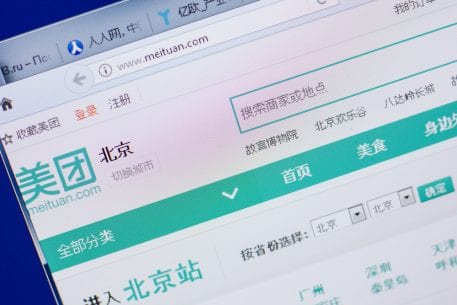 人人网, 中
亿欧_产业
我的订单
www.meituan.com
收藏美团
登录 注册
搜索商家或地点
故宫博物院 北京欢乐谷 八达岭长城
美团
meituan.com
北京
切换城市
全部分类
首页 美食 身边
进入 北京站
按省份选择: 北京 北京 确定
广州 深圳 天津
秦皇岛